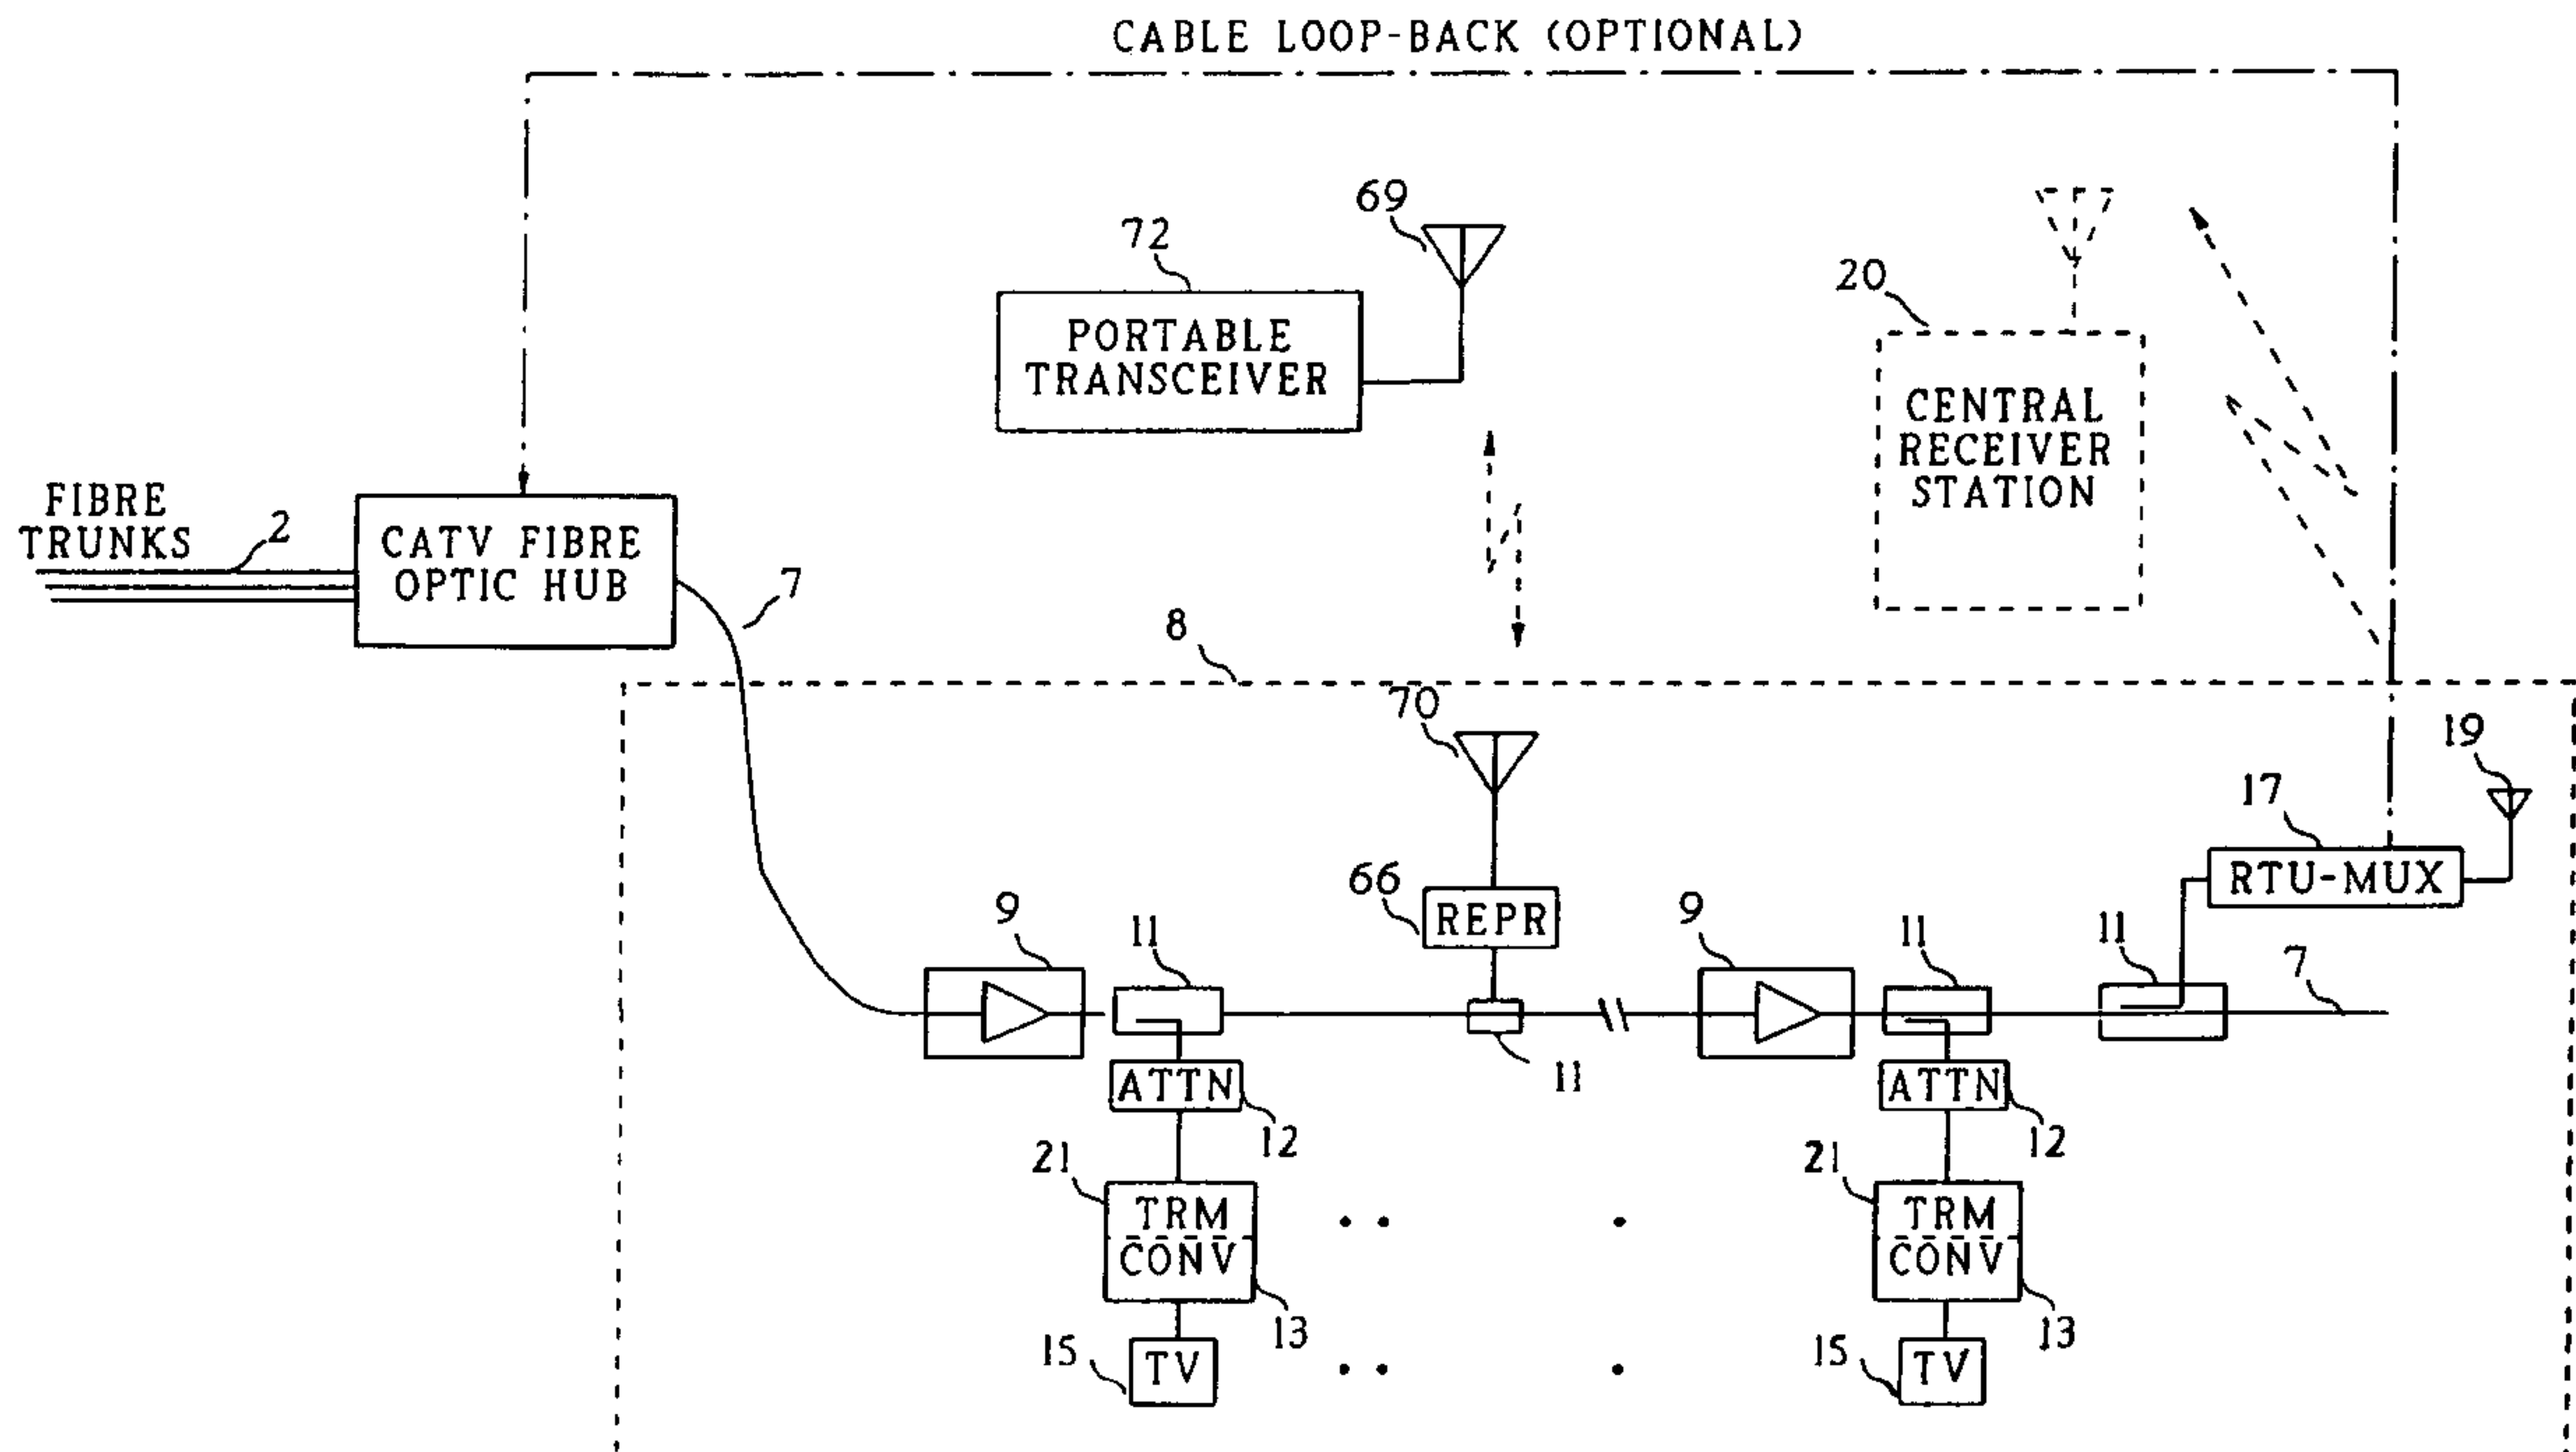 CABLE LOOP-BACK (OPTIONAL)
69
72
PORTABLE
TRANSCEIVER
20
CENTRAL
RECEIVER
STATION
FIBRE
TRUNKS
2
CATV FIBRE
OPTIC HUB
7
8
70
19
17
RTU-MUX
66
REPR
9
11
9
11
11
7
11
ATTN
12
ATTN
12
21
TRM
CONV
13
21
TRM
CONV
13
15
TV
15
TV